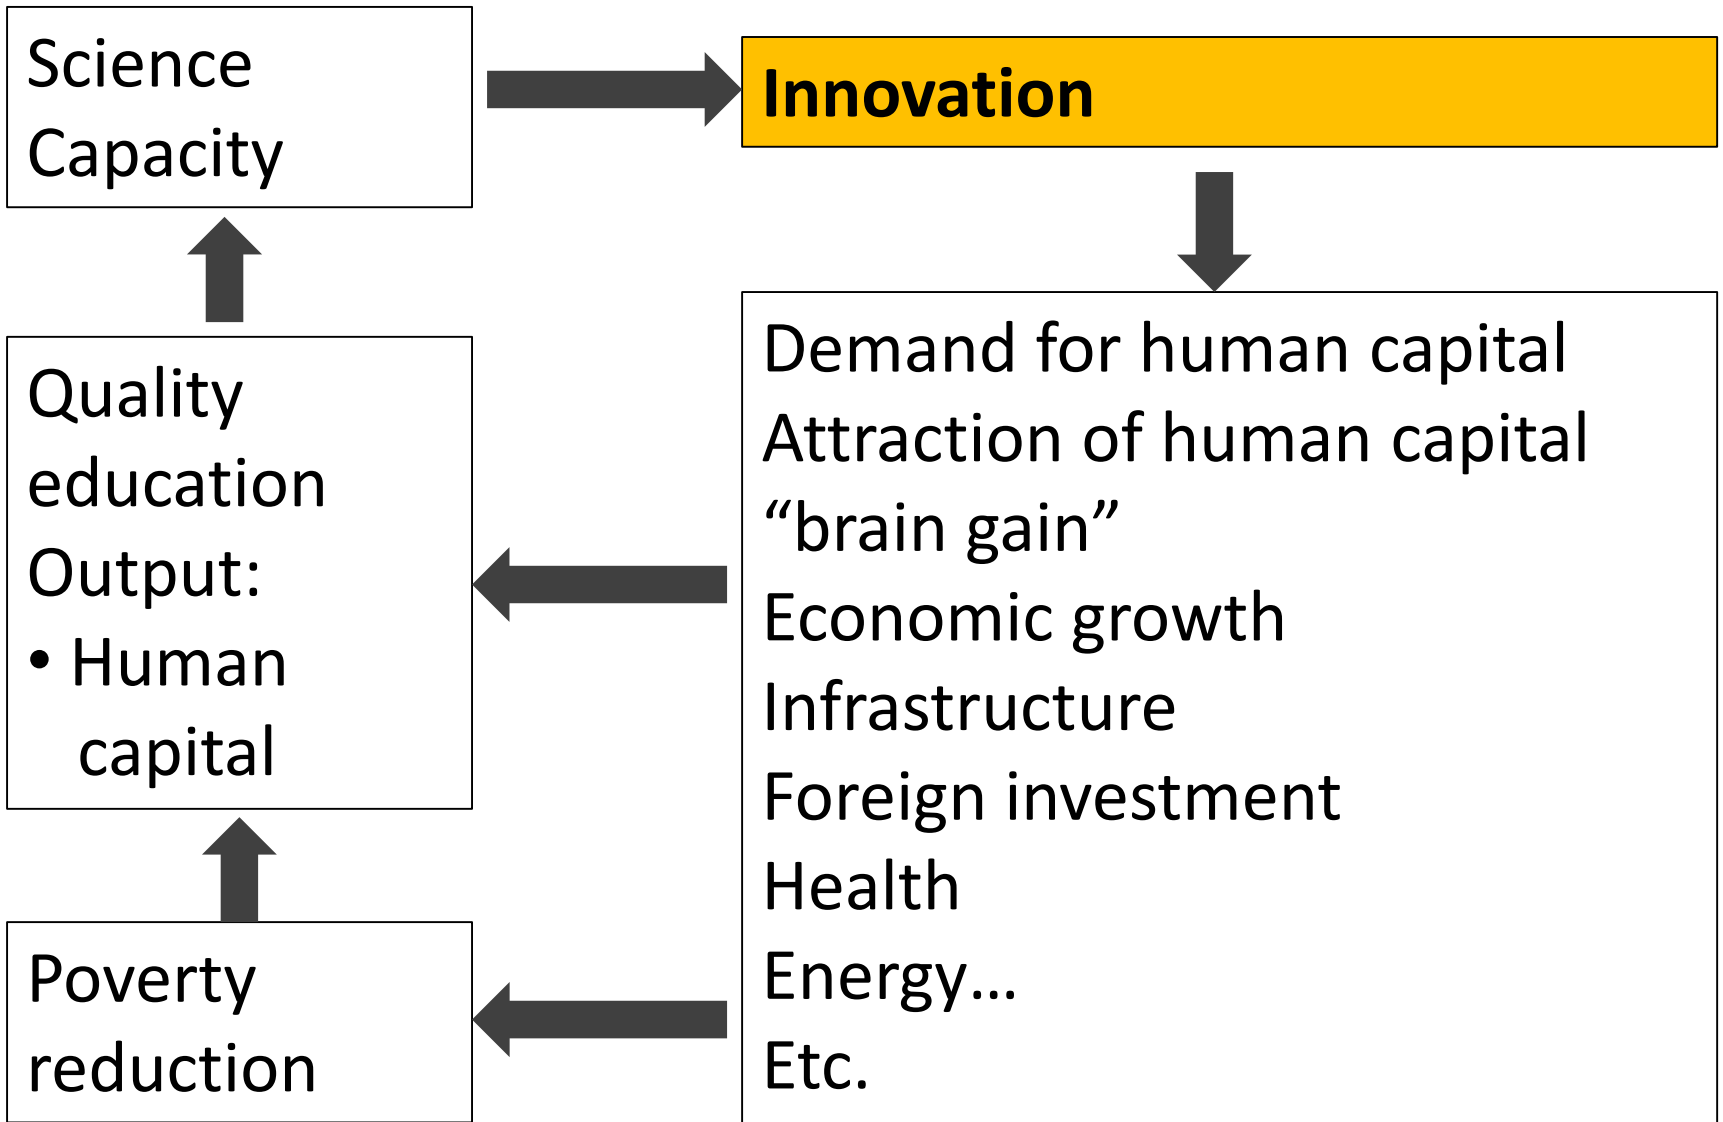 Science
Capacity
Innovation
Quality
education
Output:
• Human
capital
Poverty
reduction
Demand for human capital
Attraction of human capital
“brain gain”
Economic growth
Infrastructure
Foreign investment
Health
Energy…
Etc.